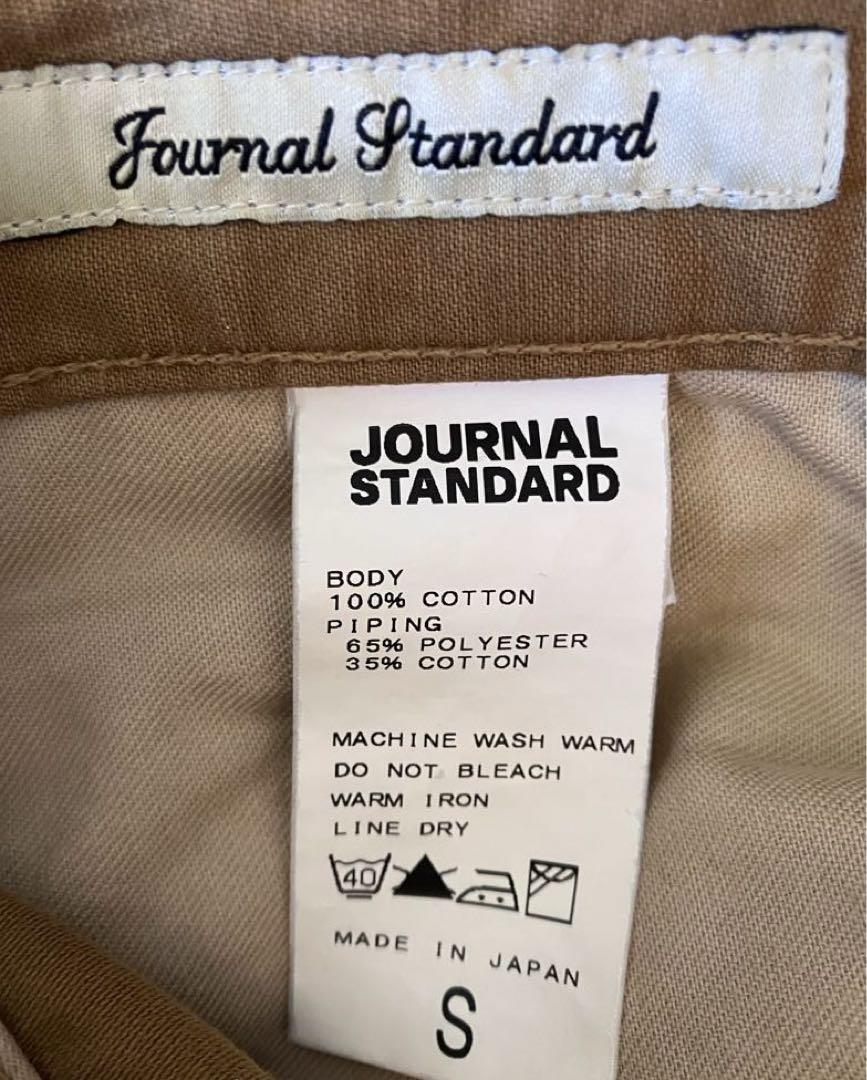 Journal Standard
JOURNAL
STANDARD
BODY
100% COTTON
PIPING
65% POLYESTER
35% COTTON
MACHINE WASH WARM
DO NOT BLEACH
WARM IRON
LINE DRY
40
MADE IN JAPAN
S